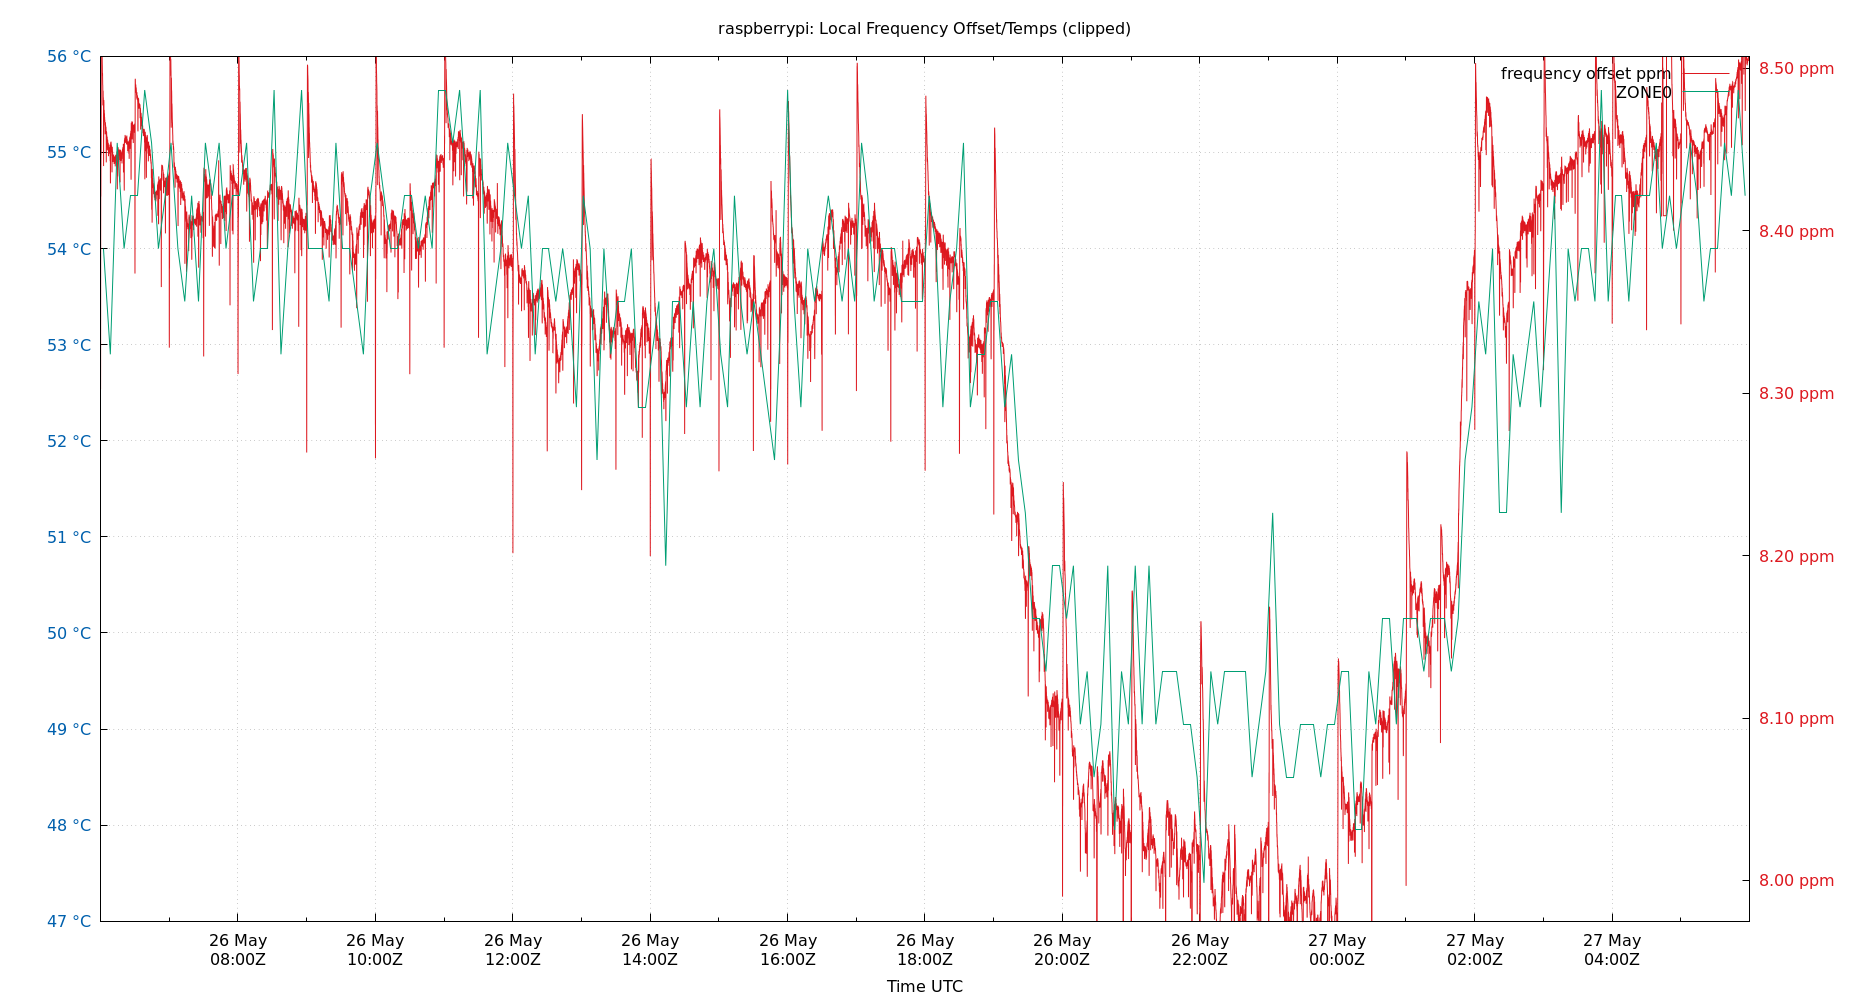 raspberrypi: Local Frequency Offset/Temps (clipped)
frequency offset ppm
ZONE0
56 °C
55 °C
54 °C
53 °C
52 °C
51 °C
50 °C
49 °C
48 °C
47 °C
8.50 ppm
8.40 ppm
8.30 ppm
8.20 ppm
8.10 ppm
8.00 ppm
26 May 26 May 26 May 26 May 26 May 26 May 26 May 26 May 27 May 27 May 27 May
08:00Z 10:00Z 12:00Z 14:00Z 16:00Z 18:00Z 20:00Z 22:00Z 00:00Z 02:00Z 04:00Z
Time UTC